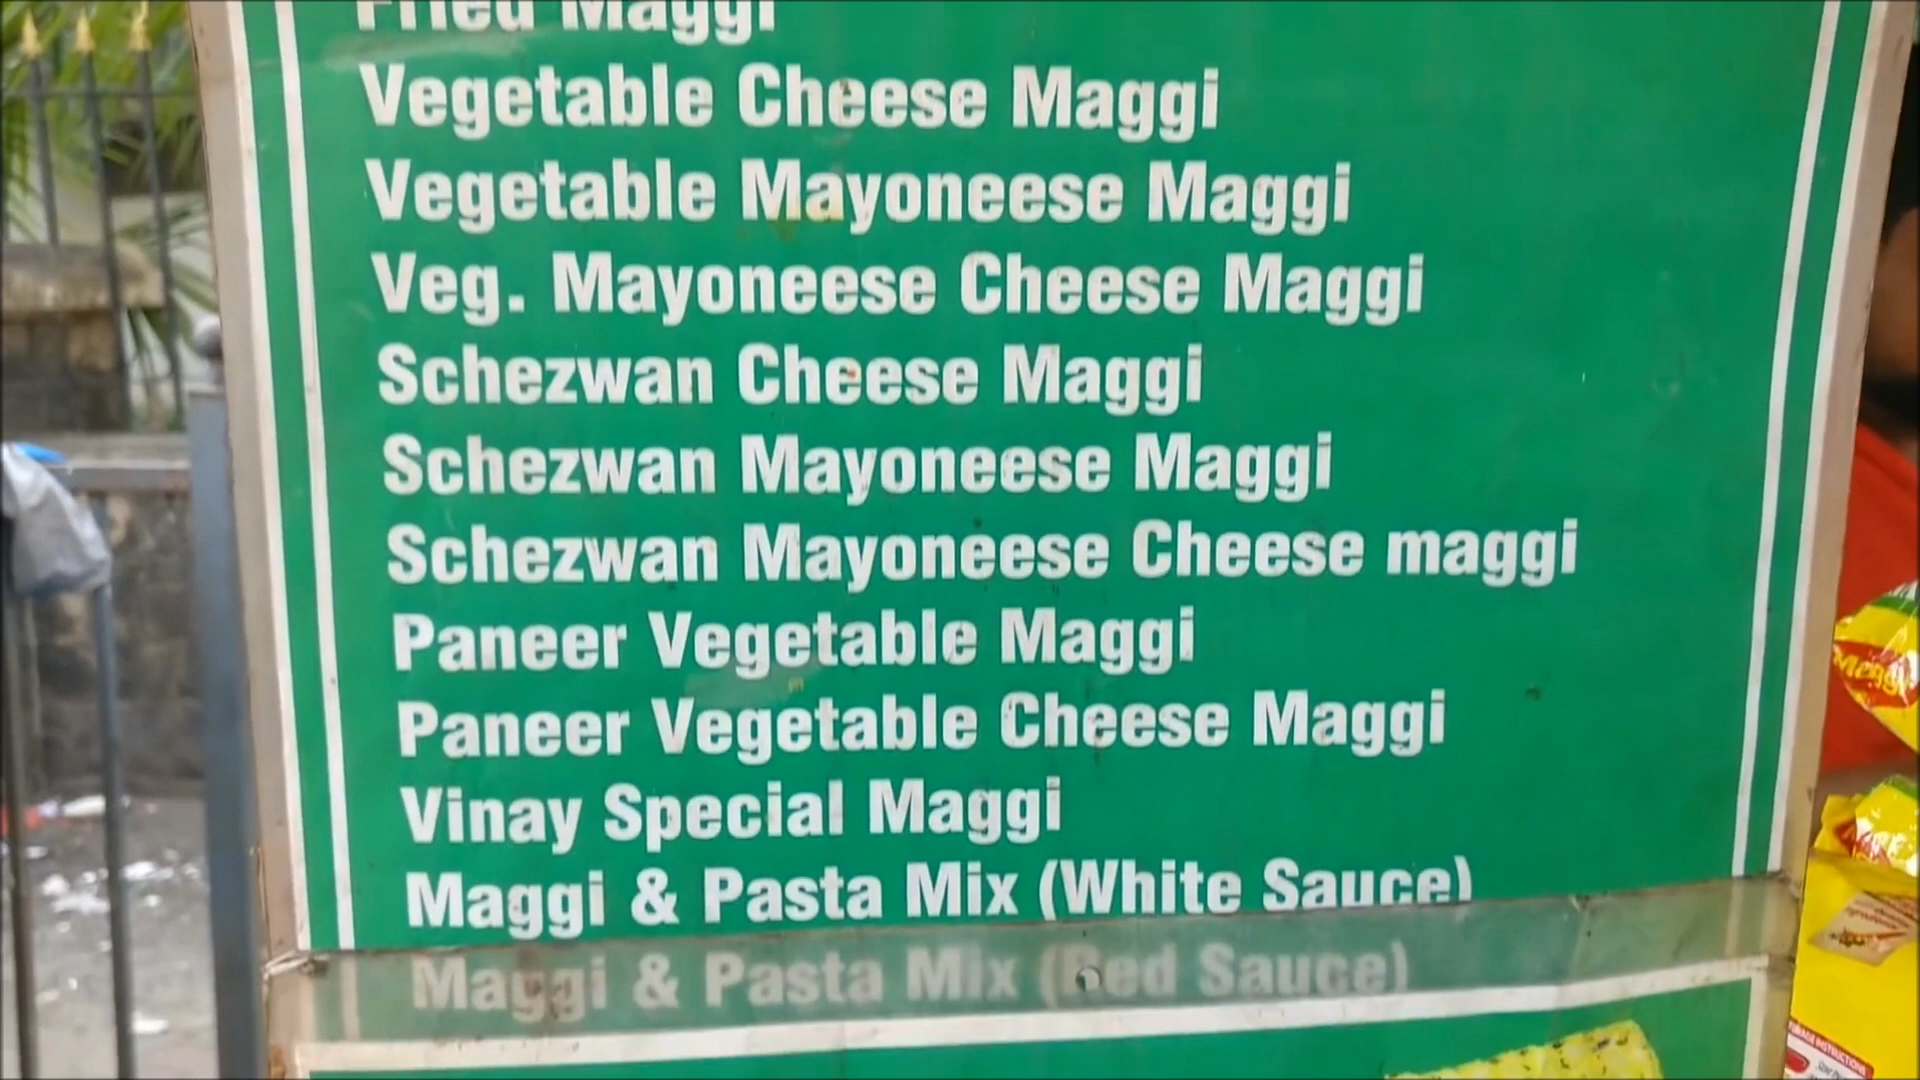 Fried Maggi
Vegetable Cheese Maggi
Vegetable Mayoneese Maggi
Veg. Mayoneese Cheese Maggi
Schezwan Cheese Maggi
Schezwan Mayoneese Maggi
Schezwan Mayoneese Cheese maggi
Paneer Vegetable Maggi
Paneer Vegetable Cheese Maggi
Vinay Special Maggi
Maggi & Pasta Mix (White Sauce)
Maggi & Pasta Mix (Red Sauce)
Maggi